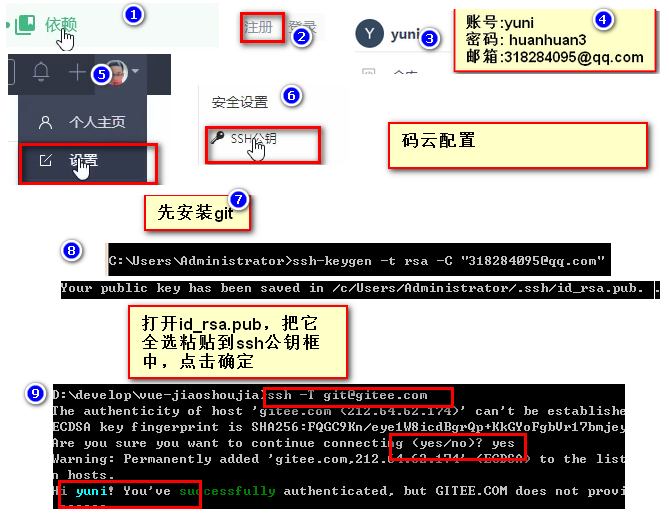 1
依赖
注册
登录
2
yuni
3
4
账号:yuni
密码: huanhuan3
邮箱:318284095@qq.com
5
个人主页
设置
安全设置
6
SSH公钥
码云配置
7
先安装git
8
C:\Users\Administrator>ssh-keygen -t rsa -C "318284095@qq.com"
Your public key has been saved in /c/Users/Administrator/.ssh/id_rsa.pub.
打开id_rsa.pub，把它
全选粘贴到ssh公钥框
中，点击确定
9
D:\develop\vue-jiaoshoujia>ssh -T git@gitee.com
The authenticity of host 'gitee.com (212.64.62.174)' can't be establishe
ECDSA key fingerprint is SHA256:FQGC9Kn/eye1W8icdBgrQp+KkGYoFgbVr17bmjey
Are you sure you want to continue connecting (yes/no)? yes
Warning: Permanently added 'gitee.com,212.64.62.174' (ECDSA) to the list
n hosts.
Hi yuni! You've successfully authenticated, but GITEE.COM does not provi